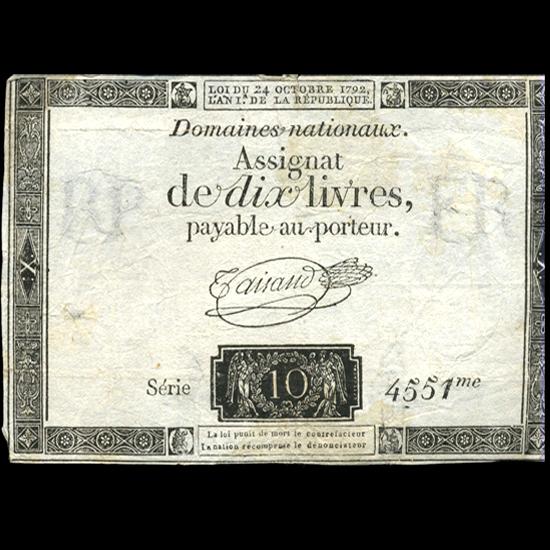 LOI DU 24 OCTOBRE 1792,
L'AN I.er DE LA RÉPUBLIQUE.
Domaines nationaux.
Assignat
de dix livres,
payable au porteur.
Taisaud
X
X
Série
10
4551me
La loi punit de mort le contrefacteur
La nation récompense le dénonciateur